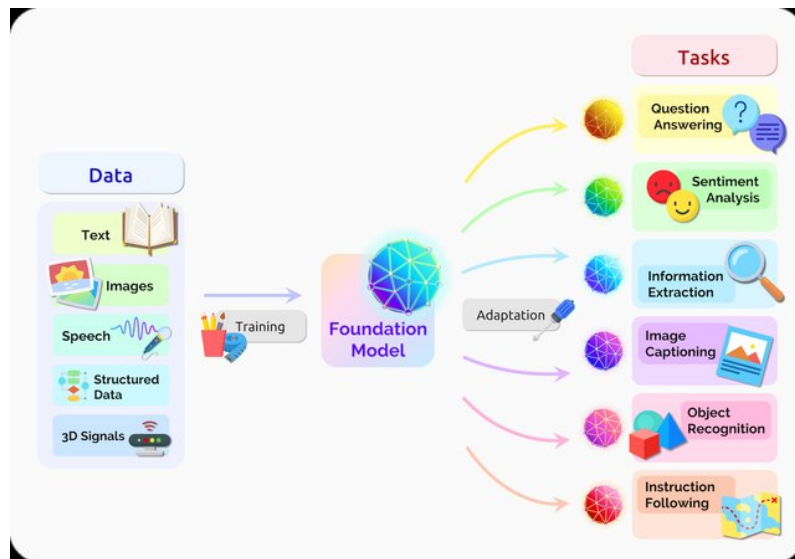 Data
Text
Images
Speech
Structured
Data
3D Signals
Training
Foundation
Model
Adaptation
Tasks
Question
Answering
Sentiment
Analysis
Information
Extraction
Image
Captioning
Object
Recognition
Instruction
Following